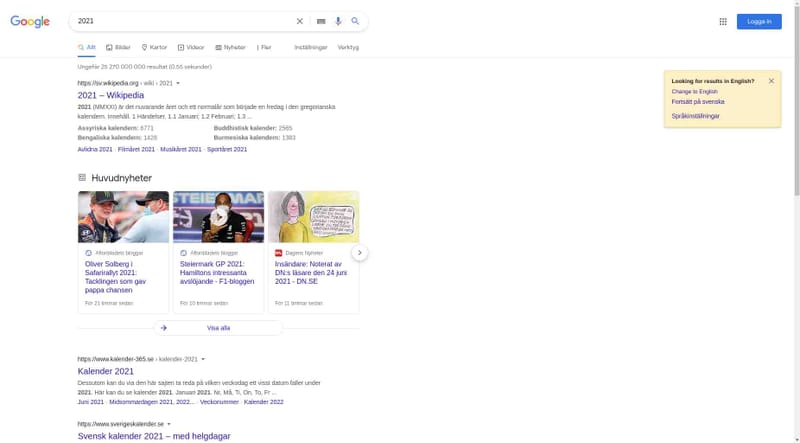 Google
2021
Logga in
Allt Bilder Kartor Videor Nyheter Fler Inställningar Verktyg
Ungefär 25 270 000 000 resultat (0,56 sekunder)
https://sv.wikipedia.org › wiki › 2021
2021 – Wikipedia
2021 (MMXXI) är det nuvarande året och ett normalår som började en fredag i den gregorianska
kalendern. Innehåll. 1 Händelser. 1.1 Januari; 1.2 Februari; 1.3 ...
Assyriska kalendern: 6771 Buddhistisk kalender: 2565
Bengaliska kalendern: 1428 Burmesiska kalendern: 1383
Avlidna 2021 · Filmåret 2021 · Musikåret 2021 · Sportåret 2021
Looking for results in English?
Change to English
Fortsätt på svenska
Språkinställningar
Huvudnyheter
Aftonbladets bloggar
Oliver Solberg i
Safarirallyt 2021:
Tacklingen som gav
pappa chansen
För 21 timmar sedan
Aftonbladets bloggar
Steiermark GP 2021:
Hamiltons intressanta
avslöjande - F1-bloggen
För 10 timmar sedan
Dagens Nyheter
Insändare: Noterat av
DN:s läsare den 24 juni
2021 - DN.SE
För 11 timmar sedan
Visa alla
https://www.kalender-365.se › kalender-2021
Kalender 2021
Dessutom kan du via den här sajten ta reda på vilken veckodag ett visst datum faller under
2021. Här kan du se kalender 2021. Januari 2021. Nr, Må, Ti, On, To, Fr ...
Juni 2021 · Midsommardagen 2021, 2022... · Veckonummer · Kalender 2022
https://www.sverigeskalender.se
Svensk kalender 2021 – med helgdagar